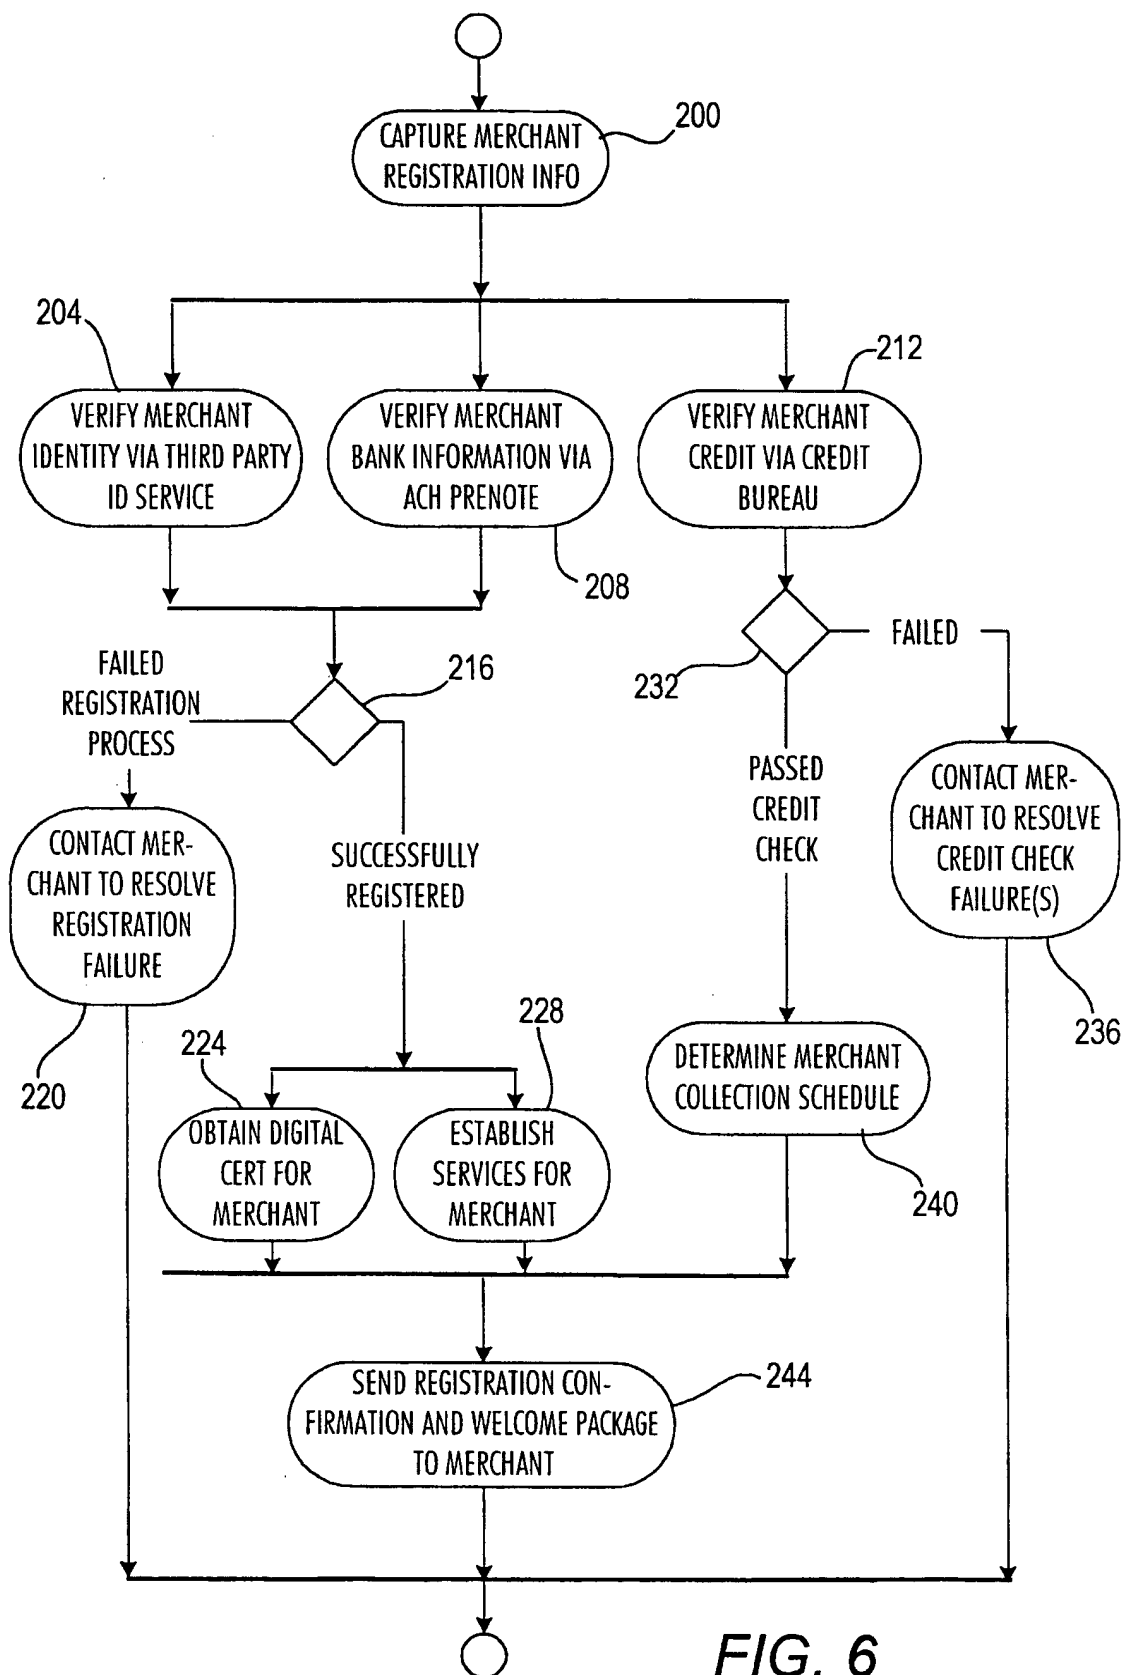 200
CAPTURE MERCHANT
REGISTRATION INFO
204
212
VERIFY MERCHANT
IDENTITY VIA THIRD PARTY
ID SERVICE
VERIFY MERCHANT
BANK INFORMATION VIA
ACH PRENOTE
VERIFY MERCHANT
CREDIT VIA CREDIT
BUREAU
208
FAILED
232
216
FAILED
REGISTRATION
PROCESS
PASSED
CREDIT
CHECK
CONTACT MER-
CHANT TO RESOLVE
CREDIT CHECK
FAILURE(S)
CONTACT MER-
CHANT TO RESOLVE
REGISTRATION
FAILURE
SUCCESSFULLY
REGISTERED
236
220
224
228
OBTAIN DIGITAL
CERT FOR
MERCHANT
ESTABLISH
SERVICES FOR
MERCHANT
DETERMINE MERCHANT
COLLECTION SCHEDULE
240
SEND REGISTRATION CON-
FIRMATION AND WELCOME PACKAGE
TO MERCHANT
244
FIG. 6